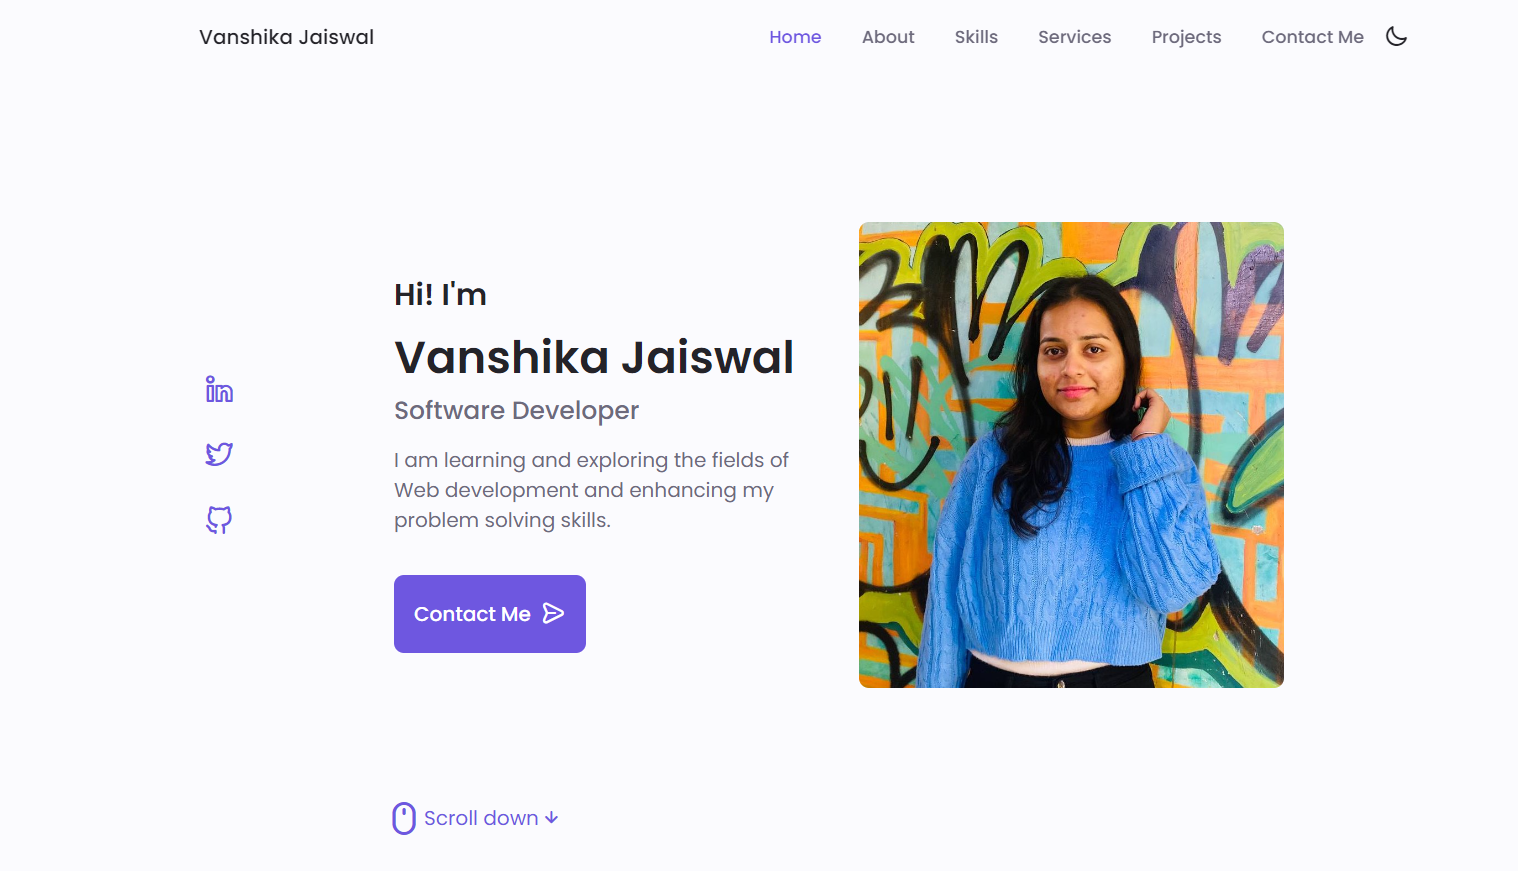 Vanshika Jaiswal
Home About Skills Services Projects Contact Me
Hi! I'm
Vanshika Jaiswal
Software Developer
I am learning and exploring the fields of
Web development and enhancing my
problem solving skills.
in
Contact Me
Scroll down